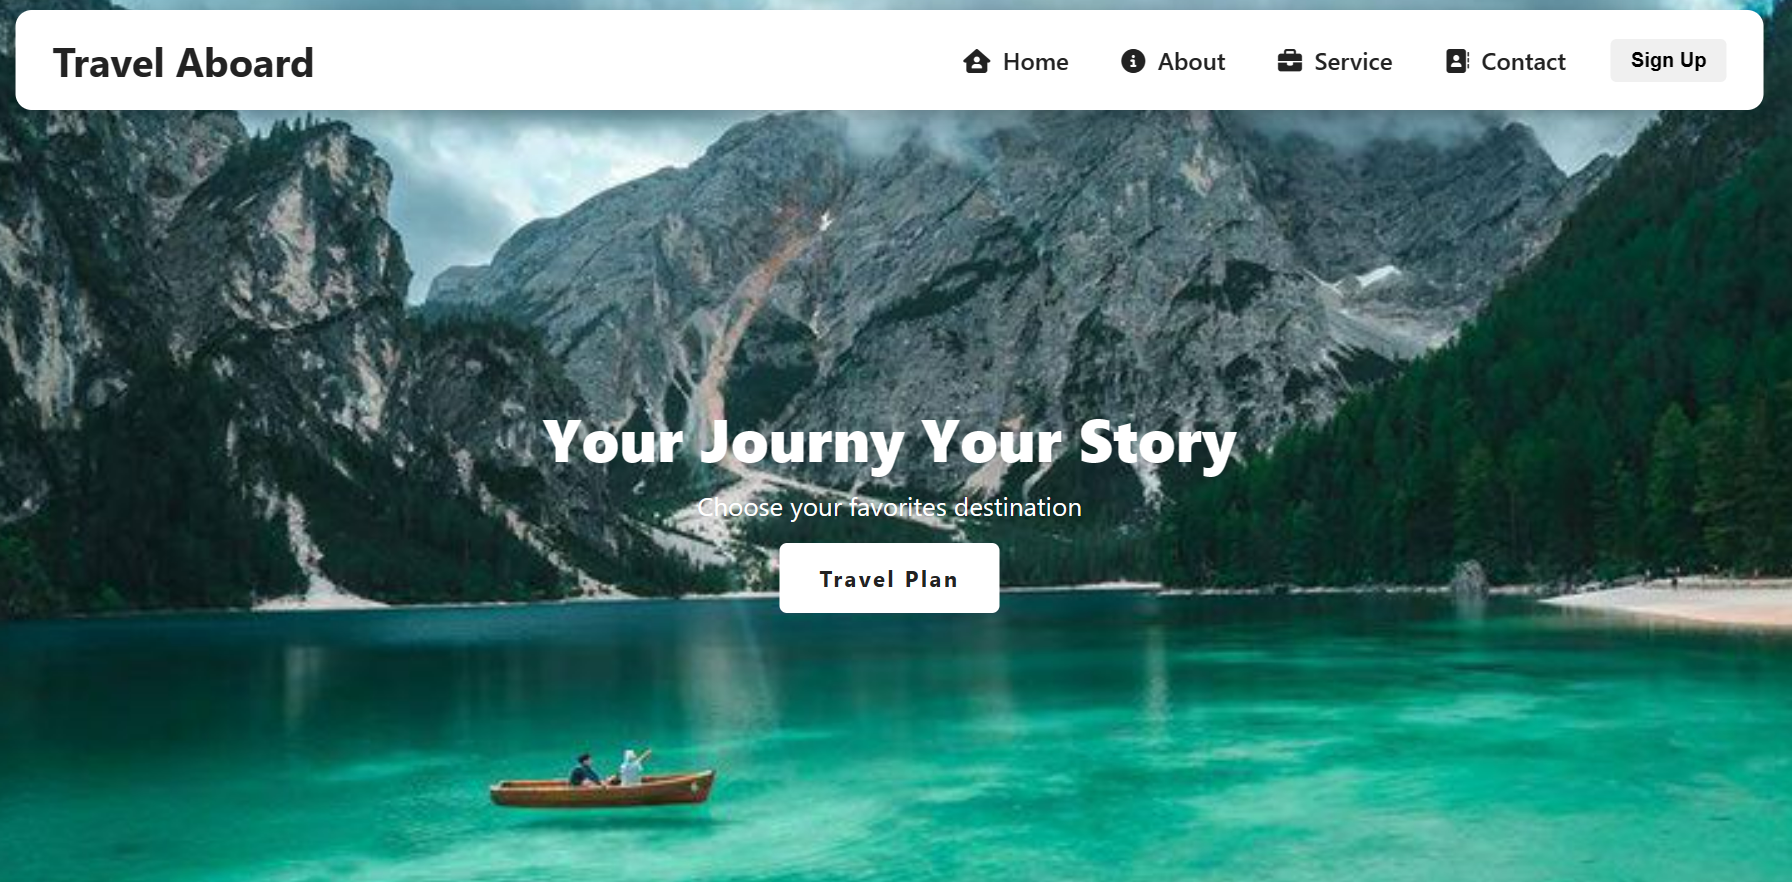 Travel Aboard
Home
About
Service
Contact
Sign Up
Your Journy Your Story
Choose your favorites destination
Travel Plan